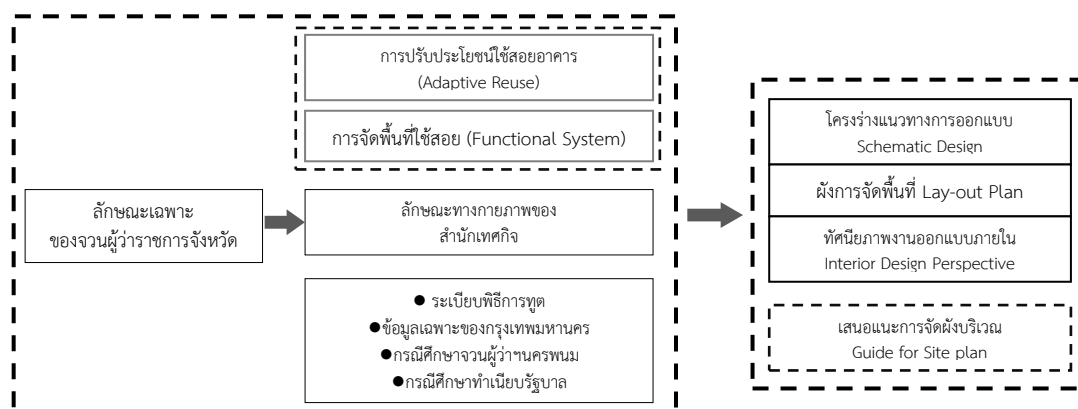 การปรับประโยชน์ใช้สอยอาคาร
(Adaptive Reuse)
การจัดพื้นที่ใช้สอย (Functional System)
ลักษณะเฉพาะ
ของจวนผู้ว่าราชการจังหวัด
ลักษณะทางกายภาพของ
สำนักเทศกิจ
● ระเบียบพิธีการทูต
●ข้อมูลเฉพาะของกรุงเทพมหานคร
●กรณีศึกษาจวนผู้ว่าฯนครพนม
●กรณีศึกษาทำเนียบรัฐบาล
โครงร่างแนวทางการออกแบบ
Schematic Design
ผังการจัดพื้นที่ Lay-out Plan
ทัศนียภาพงานออกแบบภายใน
Interior Design Perspective
เสนอแนะการจัดผังบริเวณ
Guide for Site plan